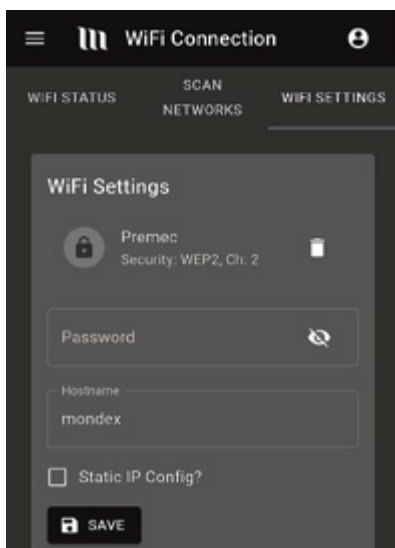 WiFi Connection
WIFI STATUS
SCAN
NETWORKS
WIFI SETTINGS
WiFi Settings
Premec
Security: WEP2, Ch: 2
Password
Hostname
mondex
Static IP Config?
SAVE